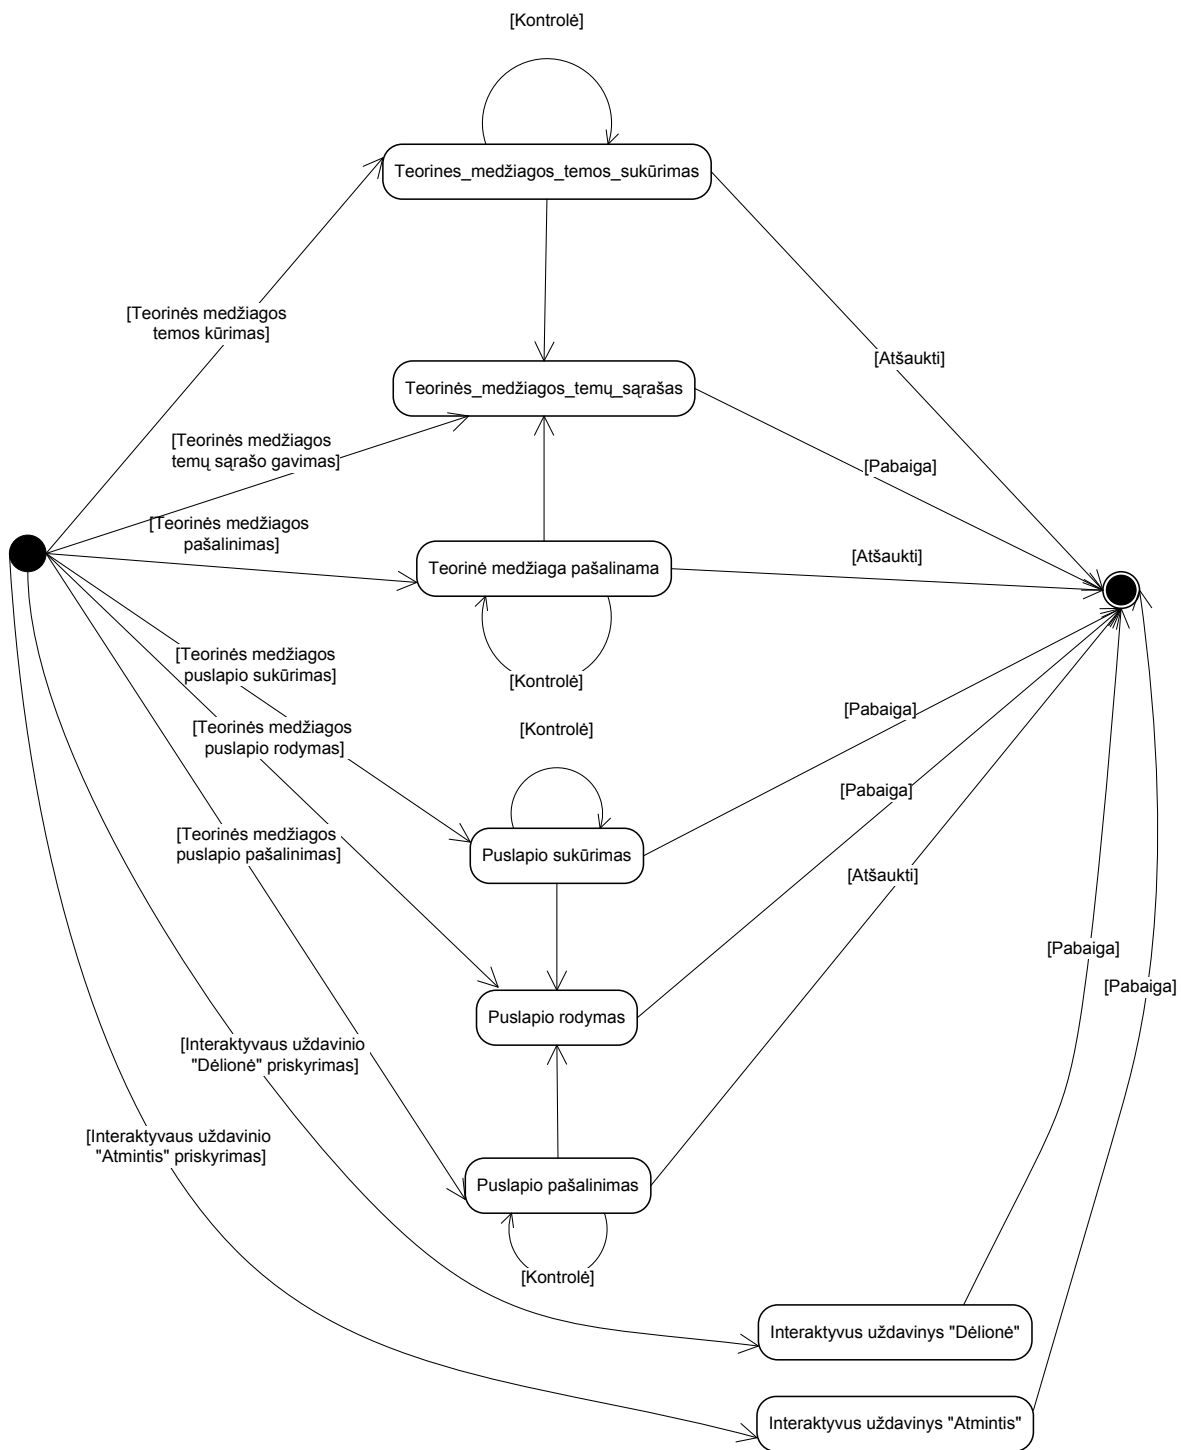 [Kontrolė]
Teorines_medžiagos_temos_sukūrimas
[Teorinės medžiagos
temos kūrimas]
[Atšaukti]
Teorinės_medžiagos_temų_sąrašas
[Teorinės medžiagos
temų sąrašo gavimas]
[Pabaiga]
[Teorinės medžiagos
pašalinimas]
Teorinė medžiaga pašalinama
[Atšaukti]
[Kontrolė]
[Teorinės medžiagos
puslapio sukūrimas]
[Teorinės medžiagos
puslapio rodymas]
[Kontrolė]
[Pabaiga]
[Pabaiga]
[Teorinės medžiagos
puslapio pašalinimas]
Puslapio sukūrimas
[Atšaukti]
[Pabaiga]
[Pabaiga]
Puslapio rodymas
[Interaktyvaus uždavinio
"Dėlionė" priskyrimas]
[Interaktyvaus uždavinio
"Atmintis" priskyrimas]
Puslapio pašalinimas
[Kontrolė]
Interaktyvus uždavinys "Dėlionė"
Interaktyvus uždavinys "Atmintis"